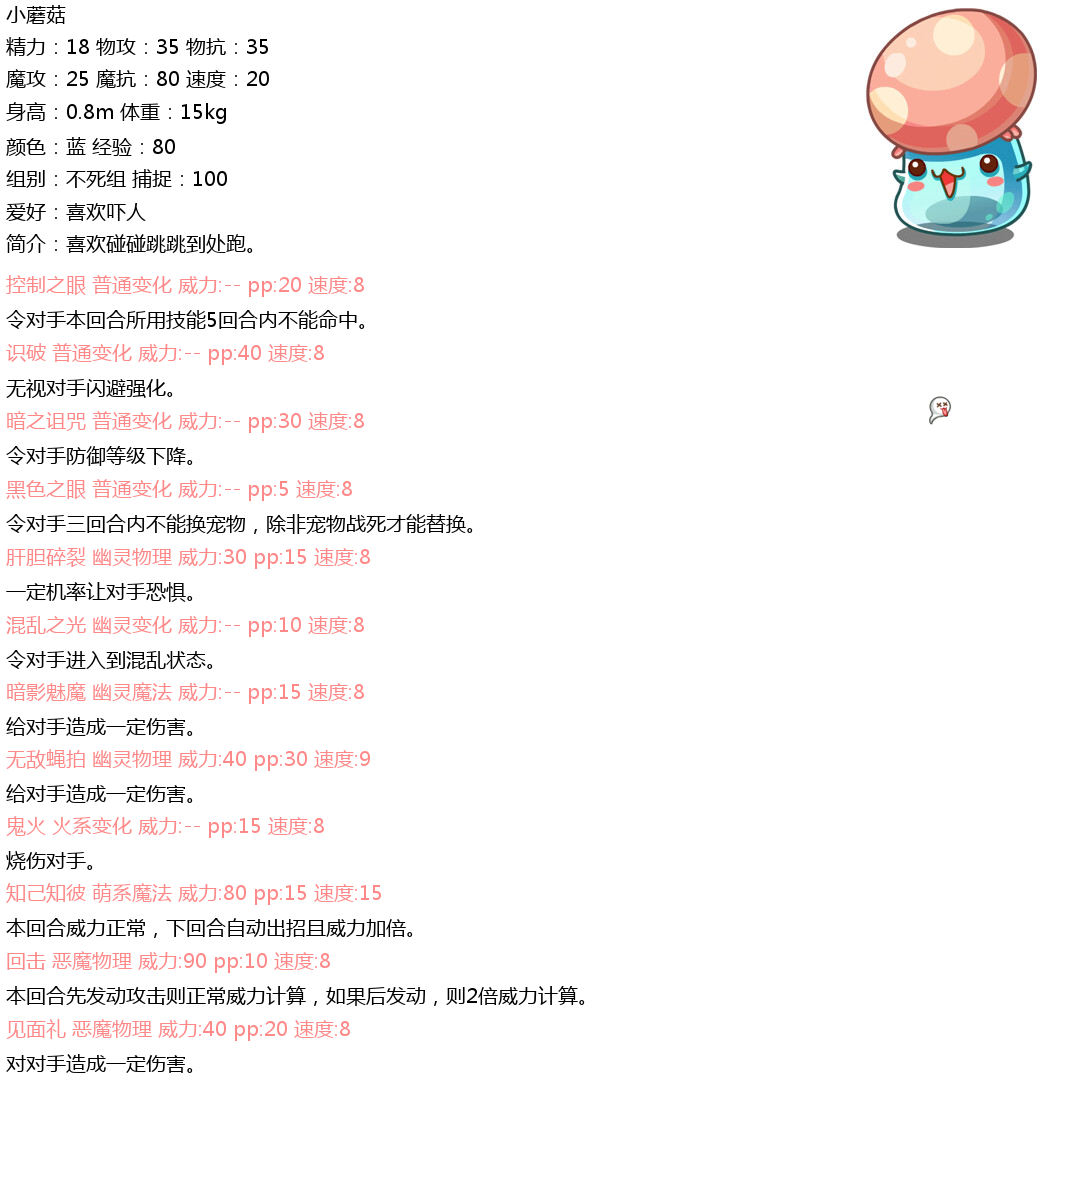 小蘑菇
精力：18 物攻：35 物抗：35
魔攻：25 魔抗：80 速度：20
身高：0.8m 体重：15kg
颜色：蓝 经验：80
组别：不死组 捕捉：100
爱好：喜欢吓人
简介：喜欢碰碰跳跳到处跑。
控制之眼 普通变化 威力:-- pp:20 速度:8
令对手本回合所用技能5回合内不能命中。
识破 普通变化 威力:-- pp:40 速度:8
无视对手闪避强化。
暗之诅咒 普通变化 威力:-- pp:30 速度:8
令对手防御等级下降。
黑色之眼 普通变化 威力:-- pp:5 速度:8
令对手三回合内不能换宠物，除非宠物战死才能替换。
肝胆碎裂 幽灵物理 威力:30 pp:15 速度:8
一定机率让对手恐惧。
混乱之光 幽灵变化 威力:-- pp:10 速度:8
令对手进入到混乱状态。
暗影魅魔 幽灵魔法 威力:-- pp:15 速度:8
给对手造成一定伤害。
无敌蝇拍 幽灵物理 威力:40 pp:30 速度:9
给对手造成一定伤害。
鬼火 火系变化 威力:-- pp:15 速度:8
烧伤对手。
知己知彼 萌系魔法 威力:80 pp:15 速度:15
本回合威力正常，下回合自动出招且威力加倍。
回击 恶魔物理 威力:90 pp:10 速度:8
本回合先发动攻击则正常威力计算，如果后发动，则2倍威力计算。
见面礼 恶魔物理 威力:40 pp:20 速度:8
对对手造成一定伤害。